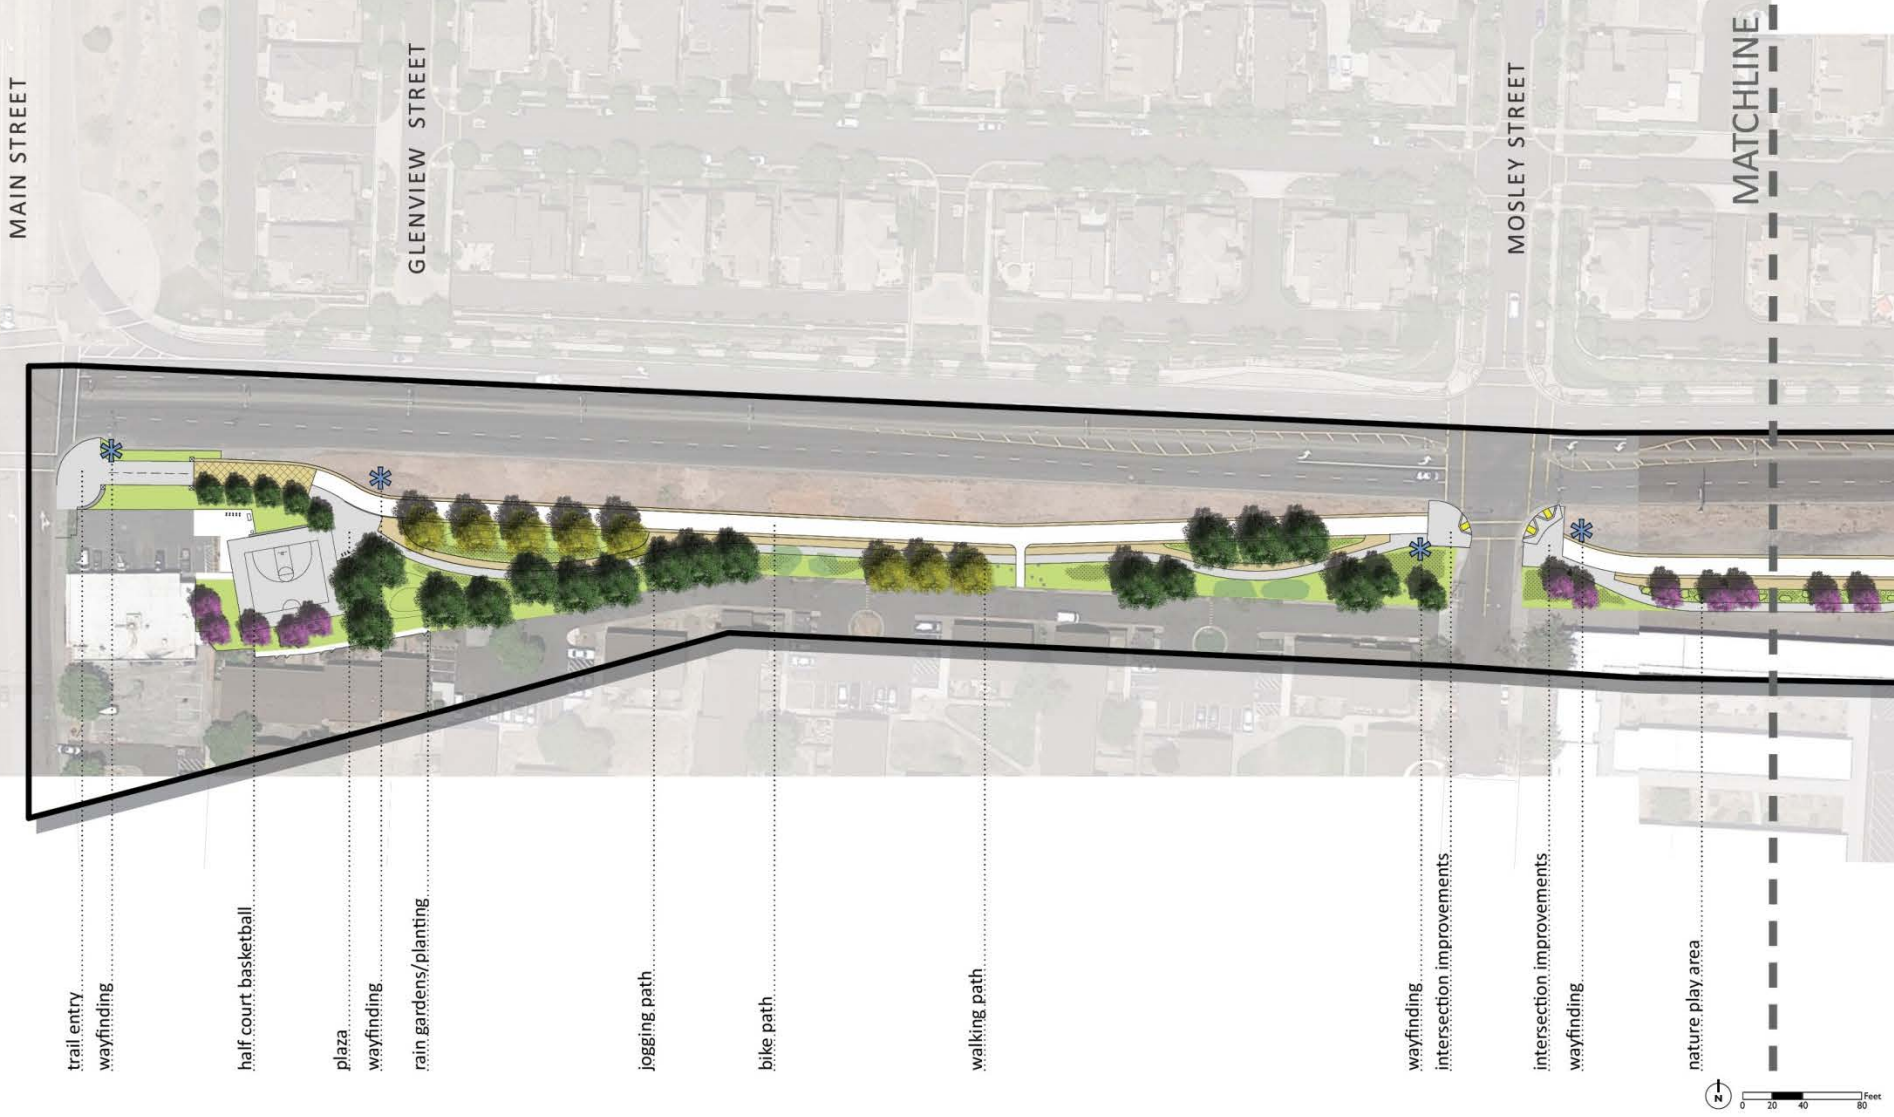 MAIN STREET
GLENVIEW STREET
MOSLEY STREET
MATCHLINE
trail entry
wayfinding
half court basketball
plaza
wayfinding
rain gardens/planting
jogging path
bike path
walking path
wayfinding
intersection improvements
intersection improvements
wayfinding
nature play area
N
0 20 40 80 Feet